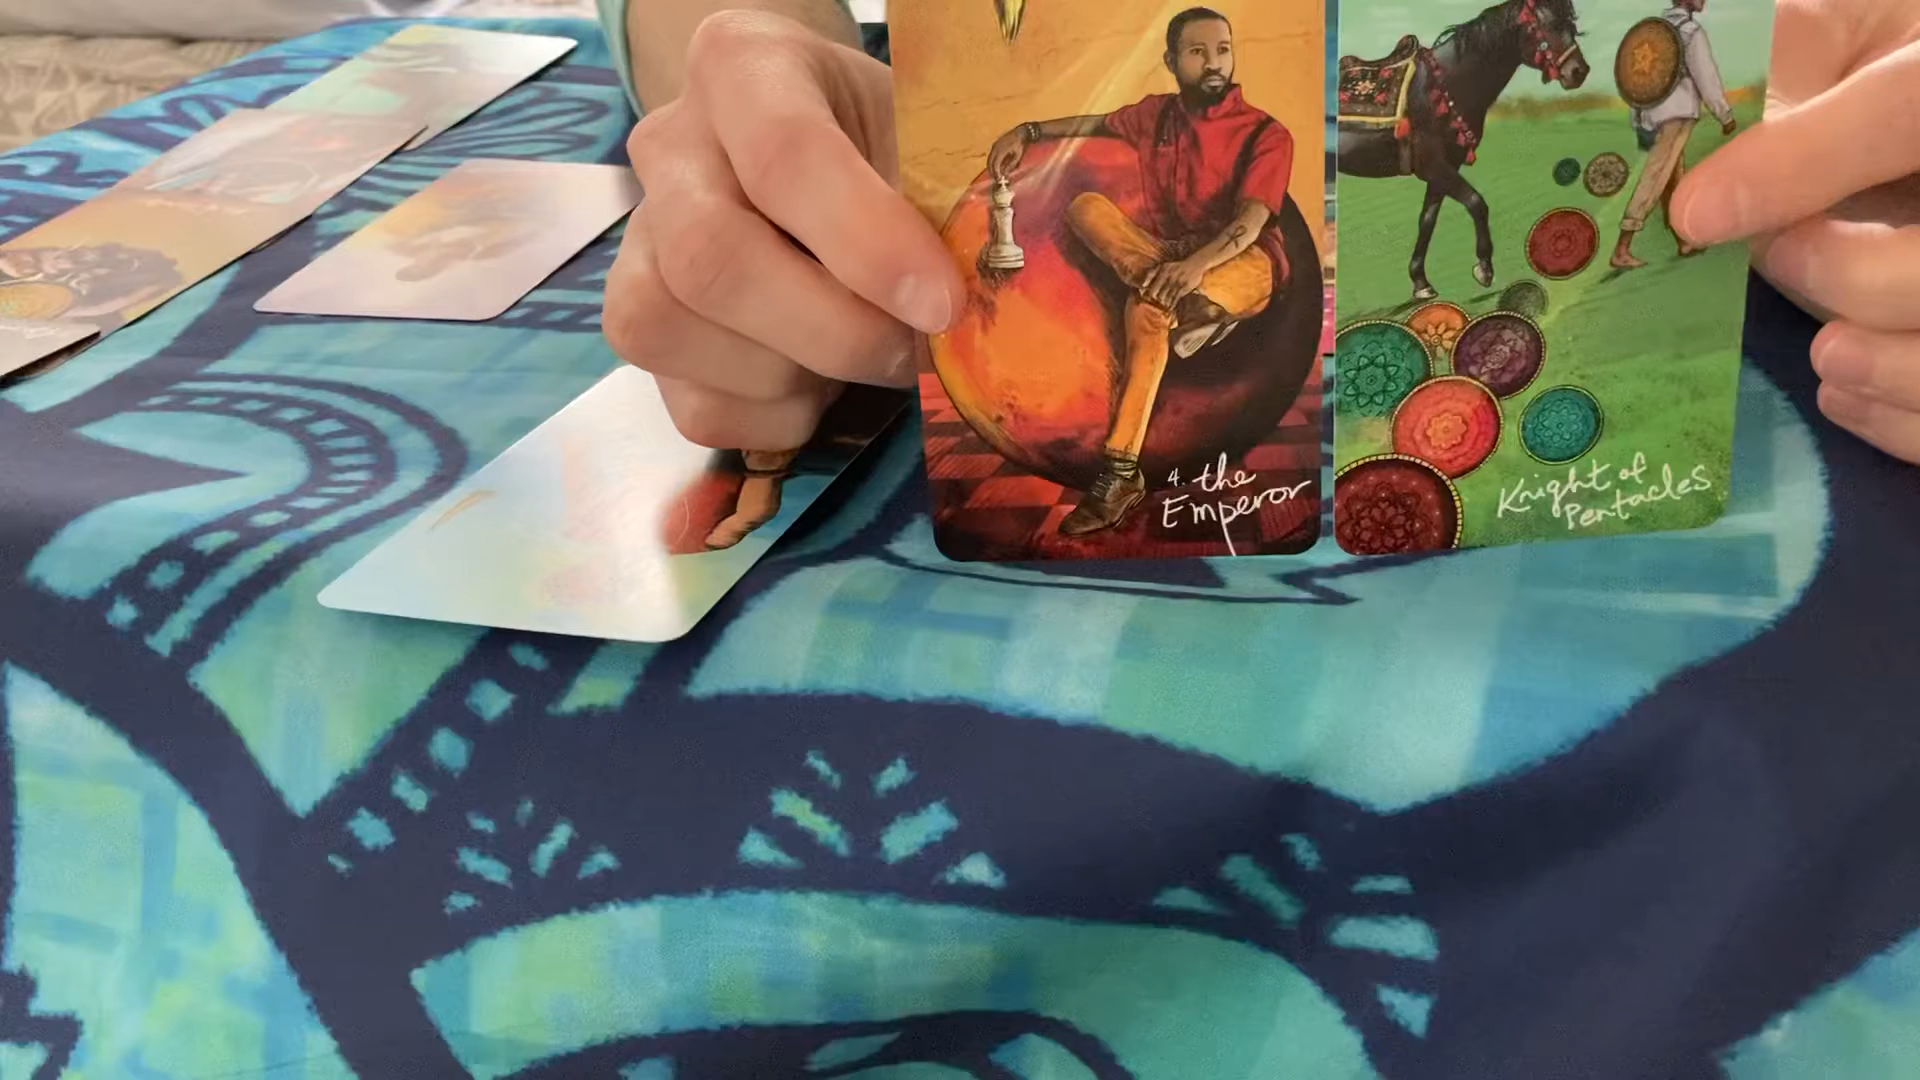 4. the
Emperor
Knight of
Pentacles